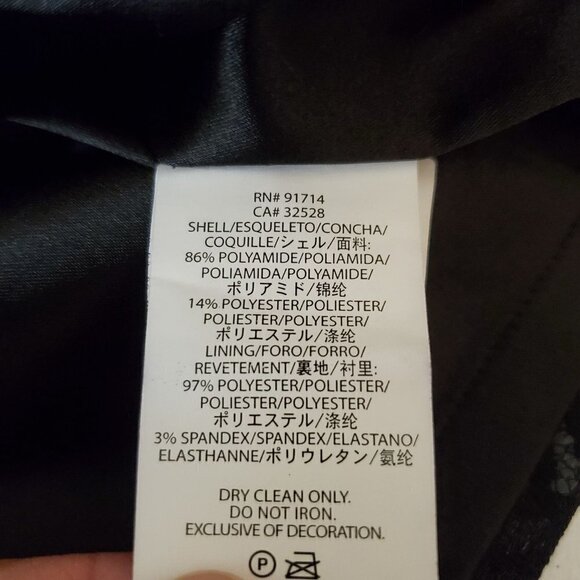 RN# 91714
CA# 32528
SHELL/ESQUELETO/CONCHA/
COQUILLE/シェル/面料:
86% POLYAMIDE/POLIAMIDA/
POLIAMIDA/POLYAMIDE/
ポリアミド/锦纶
14% POLYESTER/POLIESTER/
POLIESTER/POLYESTER/
ポリエステル/涤纶
LINING/FORO/FORRO/
REVETEMENT/裏地/衬里:
97% POLYESTER/POLIESTER/
POLIESTER/POLYESTER/
ポリエステル/涤纶
3% SPANDEX/SPANDEX/ELASTANO/
ELASTHANNE/ポリウレタン/氨纶
DRY CLEAN ONLY.
DO NOT IRON.
EXCLUSIVE OF DECORATION.
P